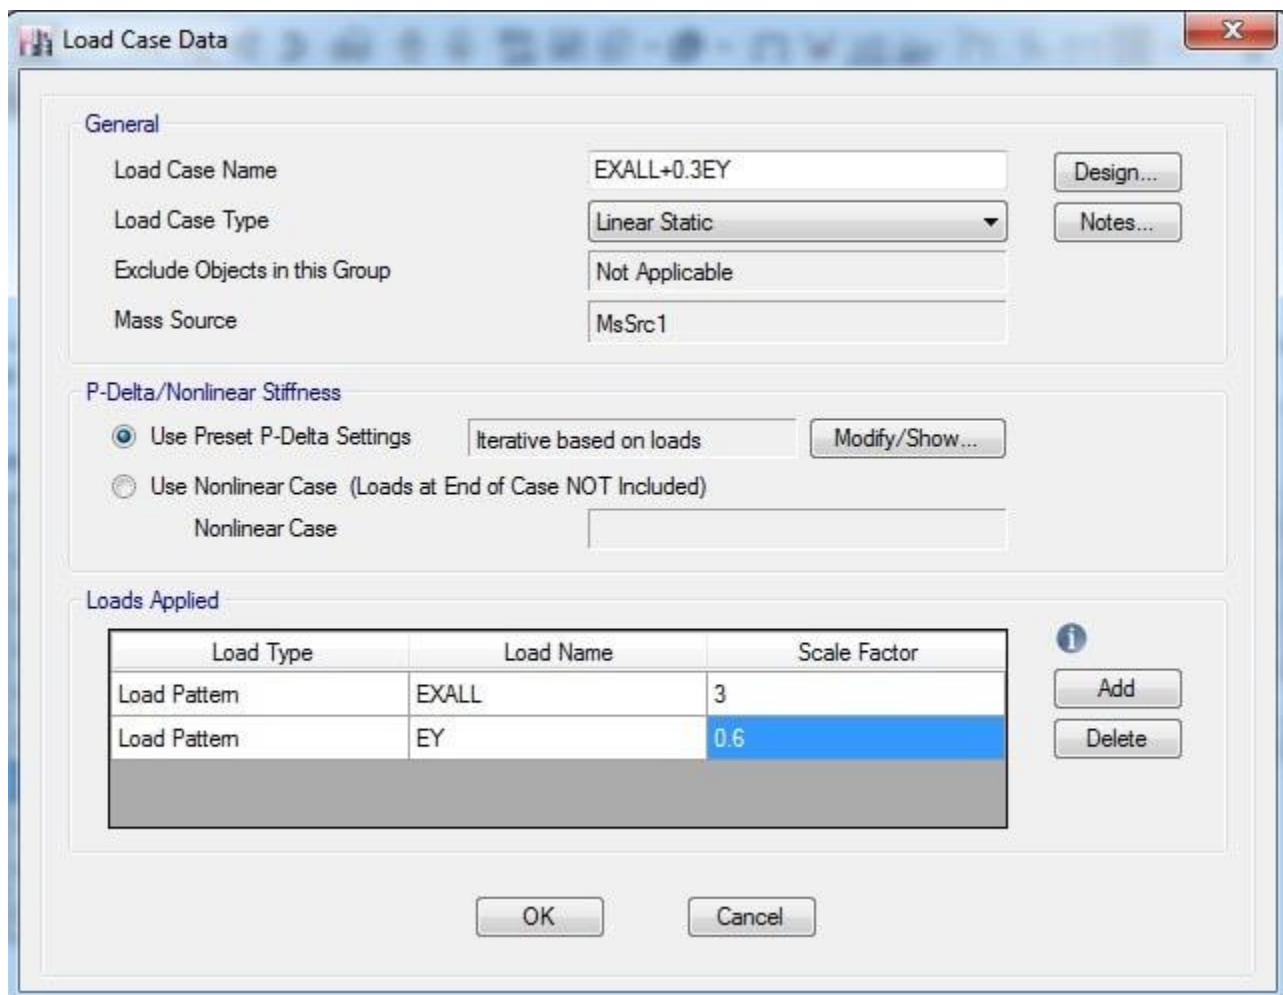 Load Case Data
General
Load Case Name EXALL+0.3EY Design...
Load Case Type Linear Static Notes...
Exclude Objects in this Group Not Applicable
Mass Source MsSrc1
P-Delta/Nonlinear Stiffness
Use Preset P-Delta Settings Iterative based on loads Modify/Show...
Use Nonlinear Case (Loads at End of Case NOT Included)
Nonlinear Case
Loads Applied
Load Type Load Name Scale Factor
Load Pattern EXALL 3 Add
Load Pattern EY 0.6 Delete
OK Cancel